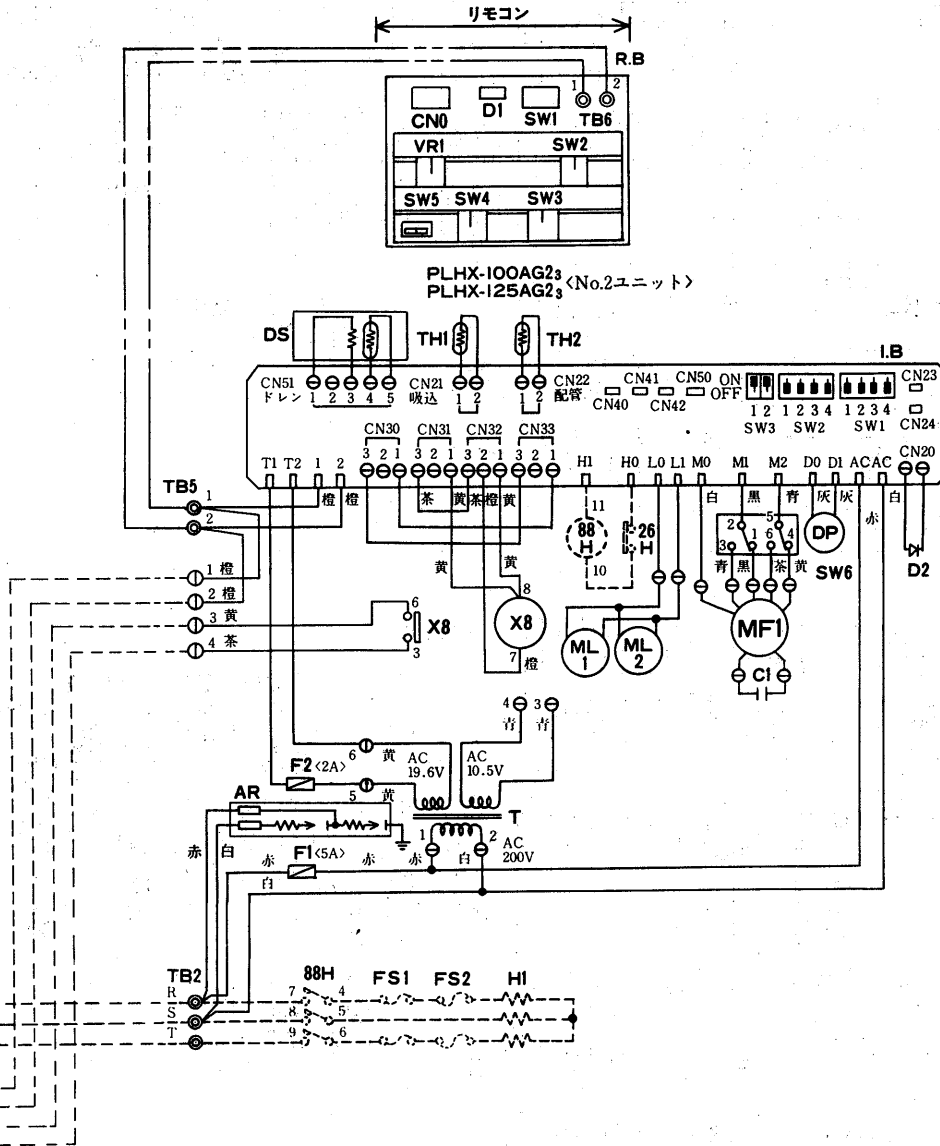 リモコン
R.B
1 2
CN0 D1 SW1 TB6
VR1 SW2
SW5 SW4 SW3
PLHX-100AG2₃
PLHX-125AG2₃
〈No.2ユニット〉
DS TH1 TH2
I.B
CN51 CN21 CN22 CN41 CN50 ON CN23
ドレン 1 2 3 4 5 吸込 1 2 1 2 配管 CN40 CN42 OFF
1 2 1 2 3 4 1 2 3 4
SW3 SW2 SW1 CN24
CN30 CN31 CN32 CN33
CN20
3 2 1 3 2 1 3 2 1 3 2 1
T1 T2 1 2 H1 H0 L0 L1 M0 M1 M2 D0 D1 AC AC
TB5
1 橙 橙 茶 黄 茶 橙 黄 11 白 黒 青 灰 灰 赤 白
2
88H 26H
10
2 5
3 1 6 4
DP
SW6
D2
青 黒 茶 黄
1 橙
2 橙
3 黄
4 茶
6
X8
3
黄 黄
8
X8
7 橙
ML1
ML2
MF1
C1
4 3
青 青
6 黄
F2〈2A〉
5 黄
AC 19.6V
AC 10.5V
T
1 2
AC 200V
AR
赤 白
赤 F1〈5A〉 赤 赤 白
白
TB2
R
S
T
88H FS1 FS2 H1
7 4
8 5
9 6